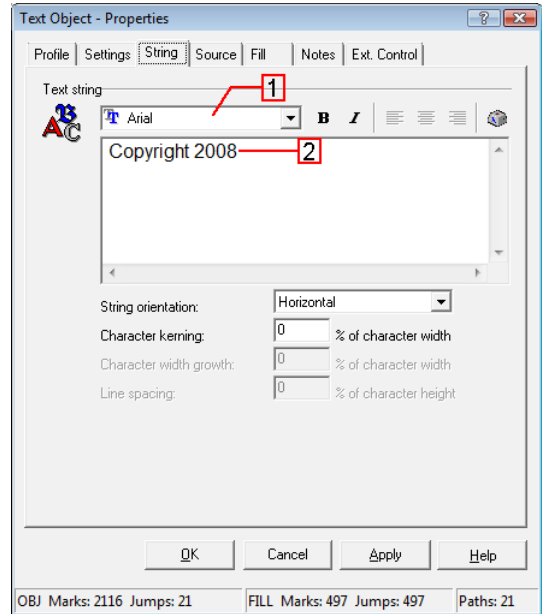 Text Object - Properties
Profile Settings String Source Fill Notes Ext. Control
Text string
1
Arial B I
Copyright 2008 2
String orientation: Horizontal
Character kerning: 0 % of character width
Character width growth: 0 % of character width
Line spacing: 0 % of character height
OK Cancel Apply Help
OBJ Marks: 2116 Jumps: 21 FILL Marks: 497 Jumps: 497 Paths: 21